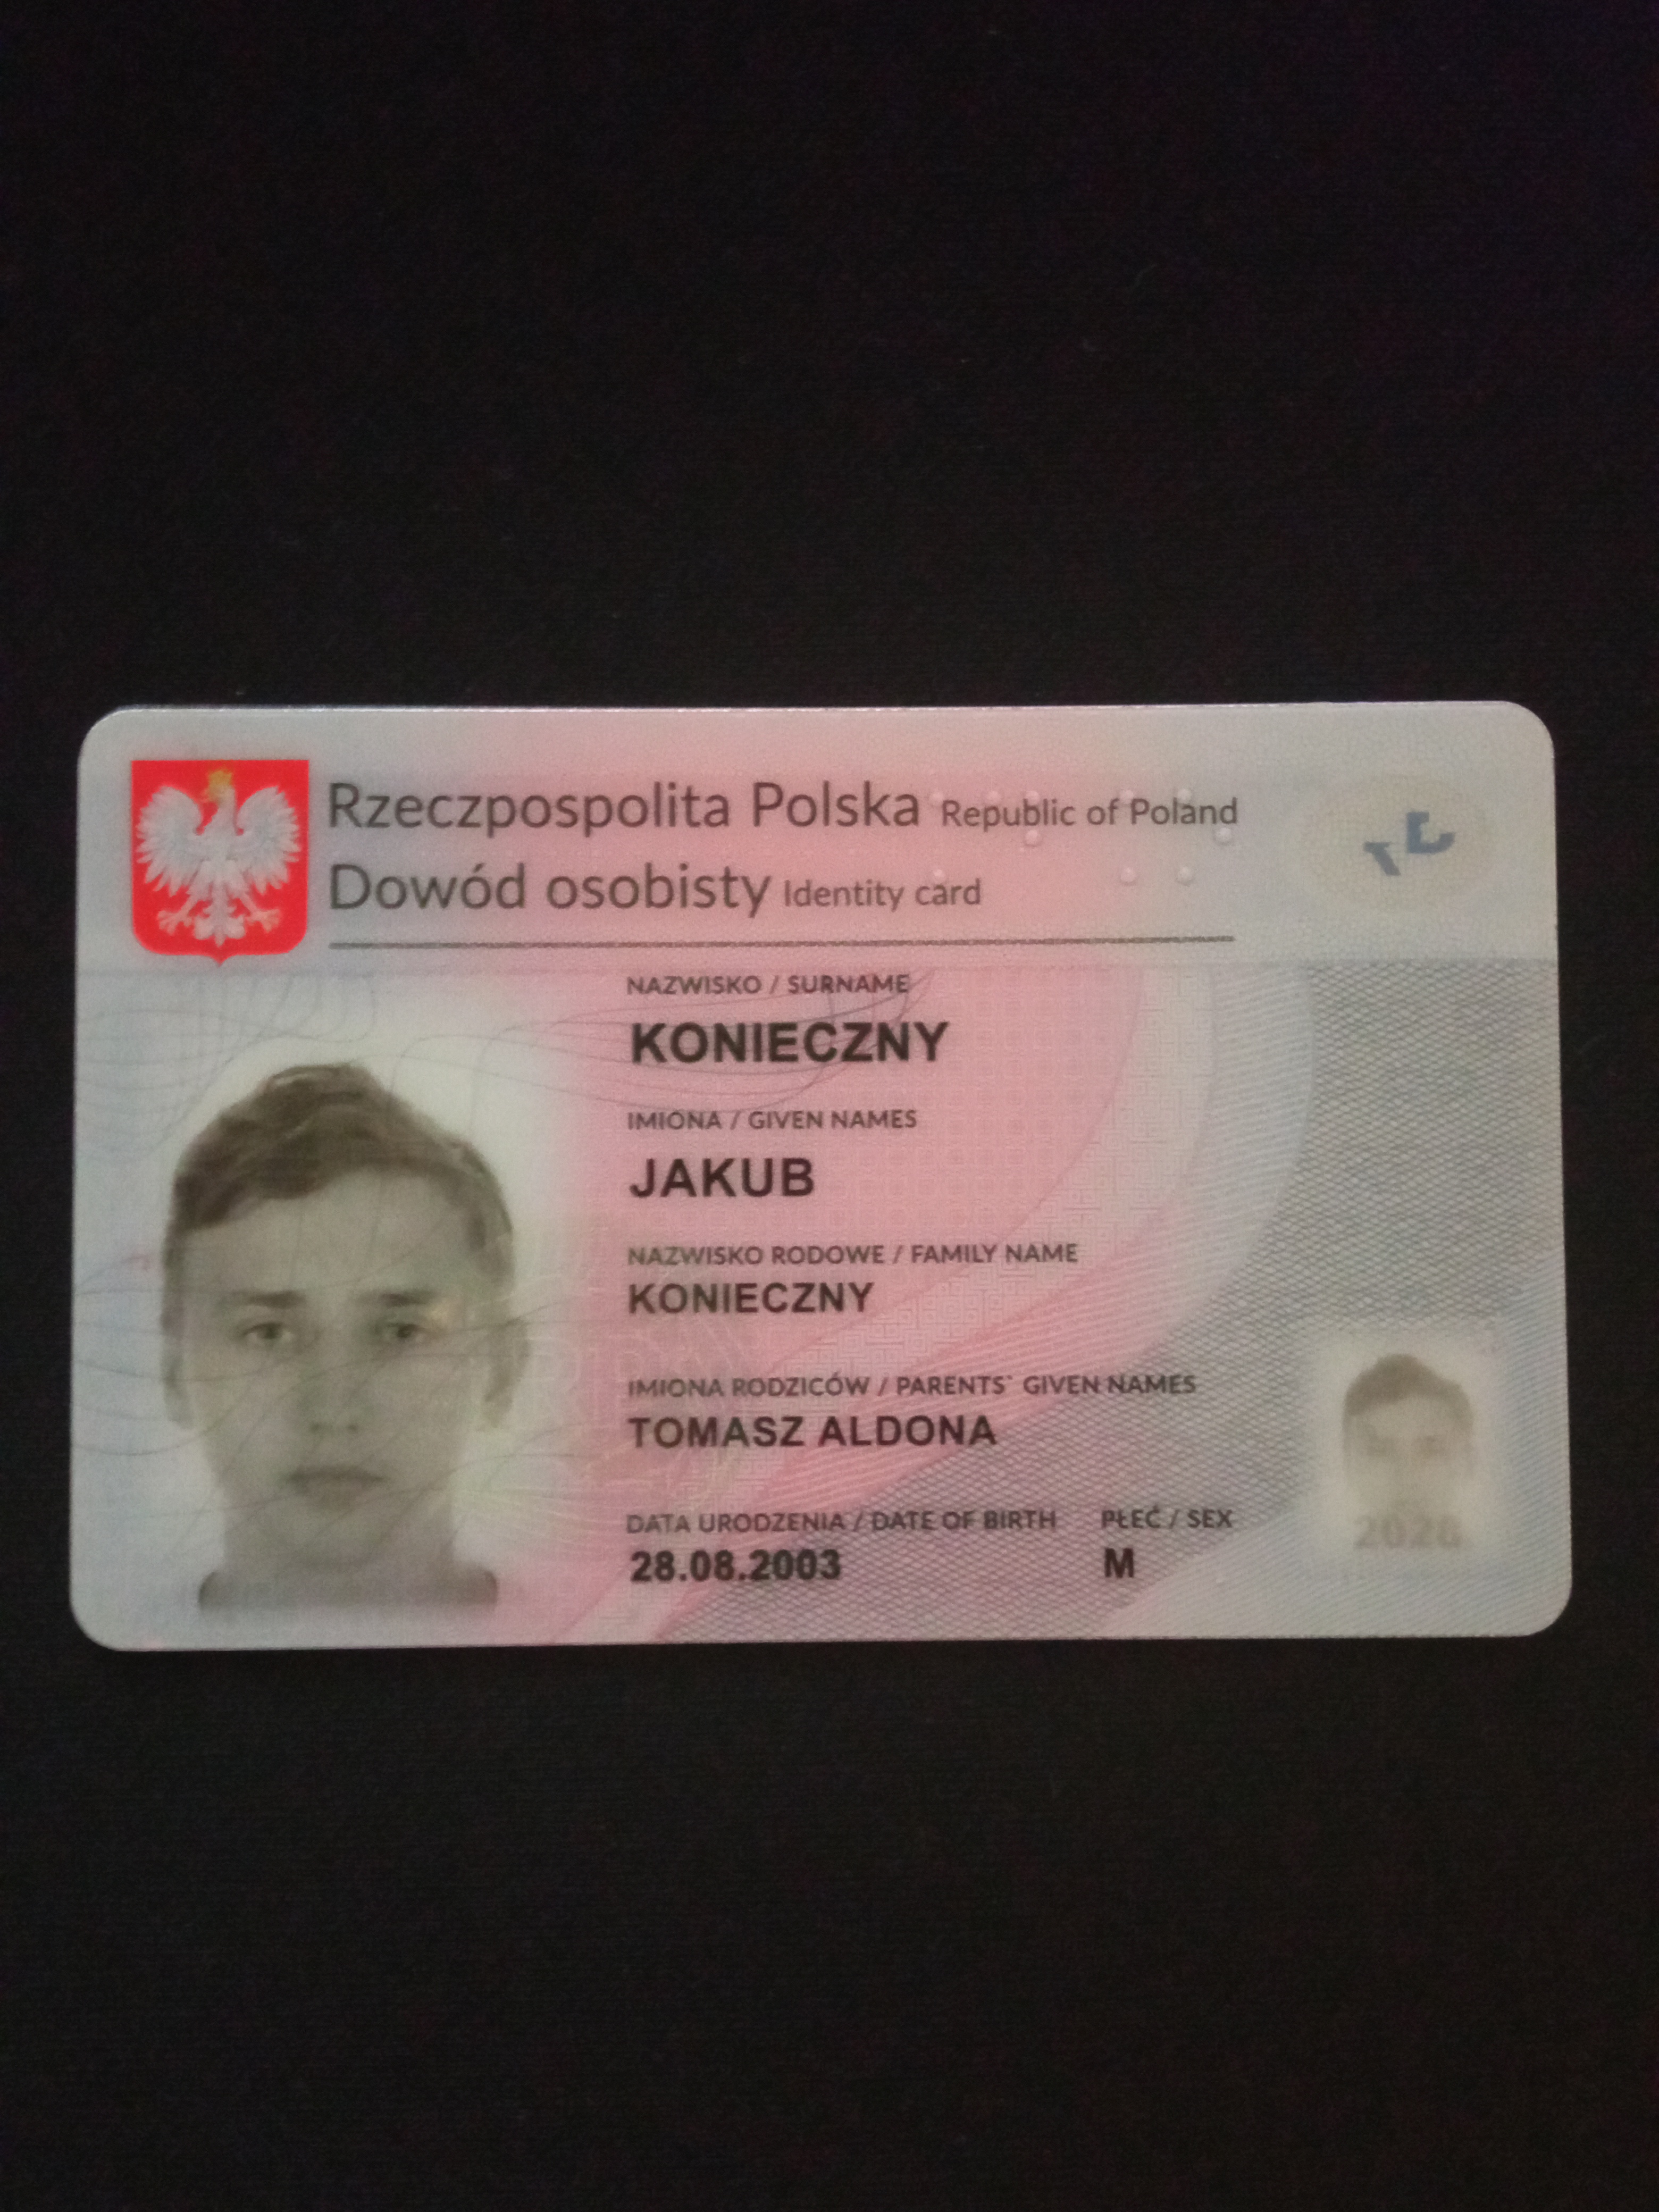 Rzeczpospolita Polska Republic of Poland
Dowód osobisty Identity card
NAZWISKO / SURNAME
KONIECZNY
IMIONA / GIVEN NAMES
JAKUB
NAZWISKO RODOWE / FAMILY NAME
KONIECZNY
IMIONA RODZICÓW / PARENTS` GIVEN NAMES
TOMASZ ALDONA
DATA URODZENIA / DATE OF BIRTH PŁEĆ / SEX
28.08.2003 M